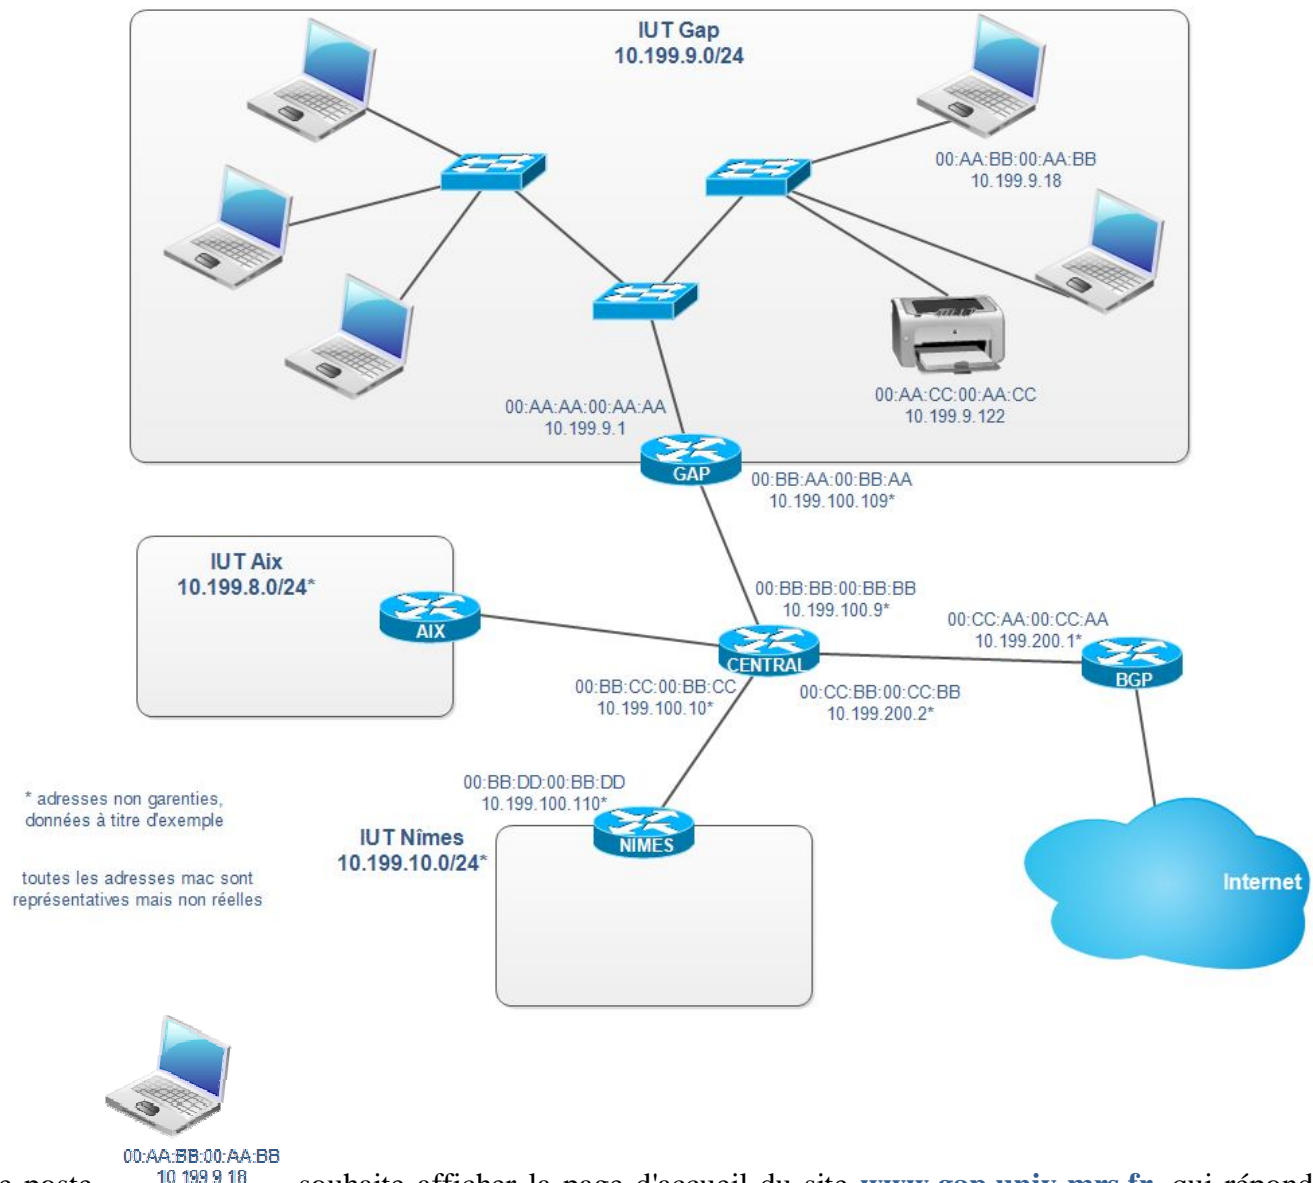 IUT Gap
10.199.9.0/24
00:AA:BB:00:AA:BB
10.199.9.18
00:AA:CC:00:AA:CC
10.199.9.122
00:AA:AA:00:AA:AA
10.199.9.1
GAP
00:BB:AA:00:BB:AA
10.199.100.109*
IUT Aix
10.199.8.0/24*
AIX
00:BB:BB:00:BB:BB
10.199.100.9*
CENTRAL
00:CC:AA:00:CC:AA
10.199.200.1*
BGP
00:BB:CC:00:BB:CC
10.199.100.10*
00:CC:BB:00:CC:BB
10.199.200.2*
00:BB:DD:00:BB:DD
10.199.100.110*
NIMES
IUT Nîmes
10.199.10.0/24*
* adresses non garenties,
données à titre d'exemple
toutes les adresses mac sont
représentatives mais non réelles
Internet
00:AA:BB:00:AA:BB
10.199.9.18
e poste souhaite afficher la page d'accueil du site www.gap.univ-mrs.fr, qui répond